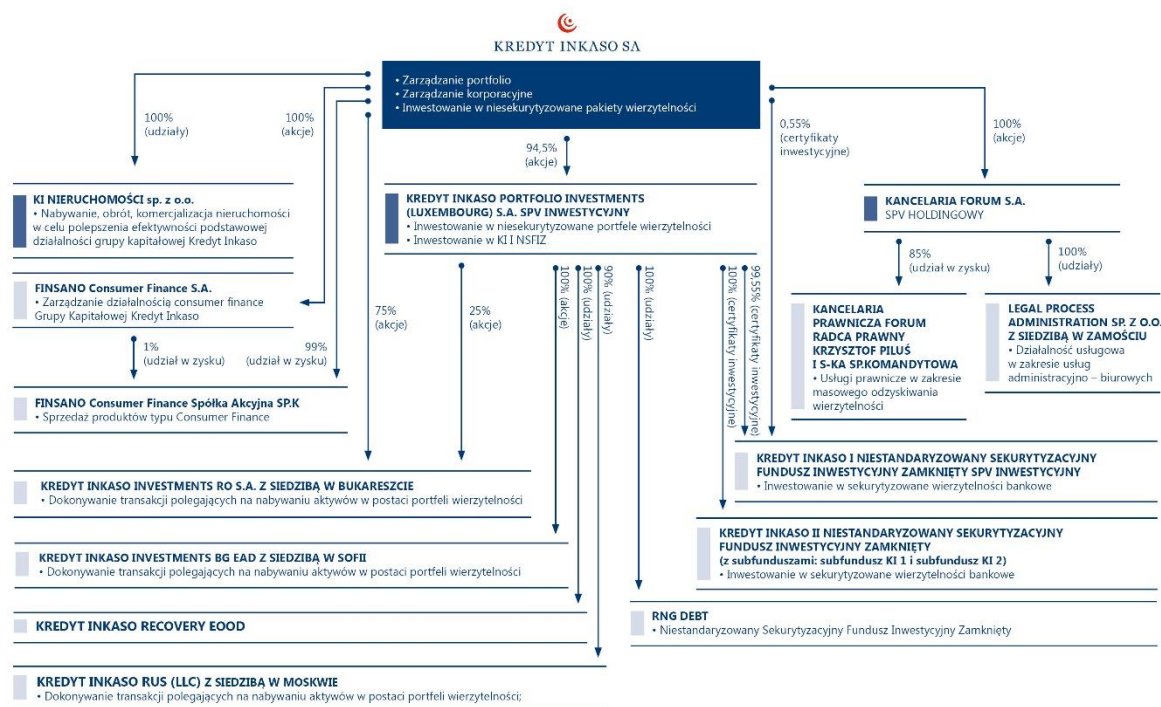 KREDYT INKASO SA
• Zarządzanie portfolio
• Zarządzanie korporacyjne
• Inwestowanie w niesekurytyzowane pakiety wierzytelności
100%
(udziały)
100%
(akcje)
94,5%
(akcje)
0,55%
(certyfikaty
inwestycyjne)
100%
(akcje)
KI NIERUCHOMOŚCI sp. z o.o.
• Nabywanie, obrót, komercjalizacja nieruchomości
w celu polepszenia efektywności podstawowej
działalności grupy kapitałowej Kredyt Inkaso
KREDYT INKASO PORTFOLIO INVESTMENTS
(LUXEMBOURG) S.A. SPV INWESTYCYJNY
• Inwestowanie w niesekurytyzowane portfele wierzytelności
• Inwestowanie w KI I NSFIZ
KANCELARIA FORUM S.A.
SPV HOLDINGOWY
FINSANO Consumer Finance S.A.
• Zarządzanie działalnością consumer finance
Grupy Kapitałowej Kredyt Inkaso
75%
(akcje)
25%
(akcje)
100% (akcje)
100% (udziały)
90% (udziały)
100% (udziały)
100% (certyfikaty inwestycyjne)
99,55% (certyfikaty inwestycyjne)
85%
(udział w zysku)
100%
(udziały)
1%
(udział w zysku)
99%
(udział w zysku)
KANCELARIA
PRAWNICZA FORUM
RADCA PRAWNY
KRZYSZTOF PILUŚ
I S-KA SP.KOMANDYTOWA
• Usługi prawnicze w zakresie
masowego odzyskiwania
wierzytelności
LEGAL PROCESS
ADMINISTRATION SP. Z O.O.
Z SIEDZIBĄ W ZAMOŚCIU
• Działalność usługowa
w zakresie usług
administracyjno – biurowych
FINSANO Consumer Finance Spółka Akcyjna SP.K
• Sprzedaż produktów typu Consumer Finance
KREDYT INKASO I NIESTANDARYZOWANY SEKURYTYZACYJNY
FUNDUSZ INWESTYCYJNY ZAMKNIĘTY SPV INWESTYCYJNY
• Inwestowanie w sekurytyzowane wierzytelności bankowe
KREDYT INKASO INVESTMENTS RO S.A. Z SIEDZIBĄ W BUKARESZCIE
• Dokonywanie transakcji polegających na nabywaniu aktywów w postaci portfeli wierzytelności
KREDYT INKASO II NIESTANDARYZOWANY SEKURYTYZACYJNY
FUNDUSZ INWESTYCYJNY ZAMKNIĘTY
(z subfunduszami: subfundusz KI 1 i subfundusz KI 2)
• Inwestowanie w sekurytyzowane wierzytelności bankowe
KREDYT INKASO INVESTMENTS BG EAD Z SIEDZIBĄ W SOFII
• Dokonywanie transakcji polegających na nabywaniu aktywów w postaci portfeli wierzytelności
RNG DEBT
• Niestandaryzowany Sekurytyzacyjny Fundusz Inwestycyjny Zamknięty
KREDYT INKASO RECOVERY EOOD
KREDYT INKASO RUS (LLC) Z SIEDZIBĄ W MOSKWIE
• Dokonywanie transakcji polegających na nabywaniu aktywów w postaci portfeli wierzytelności;